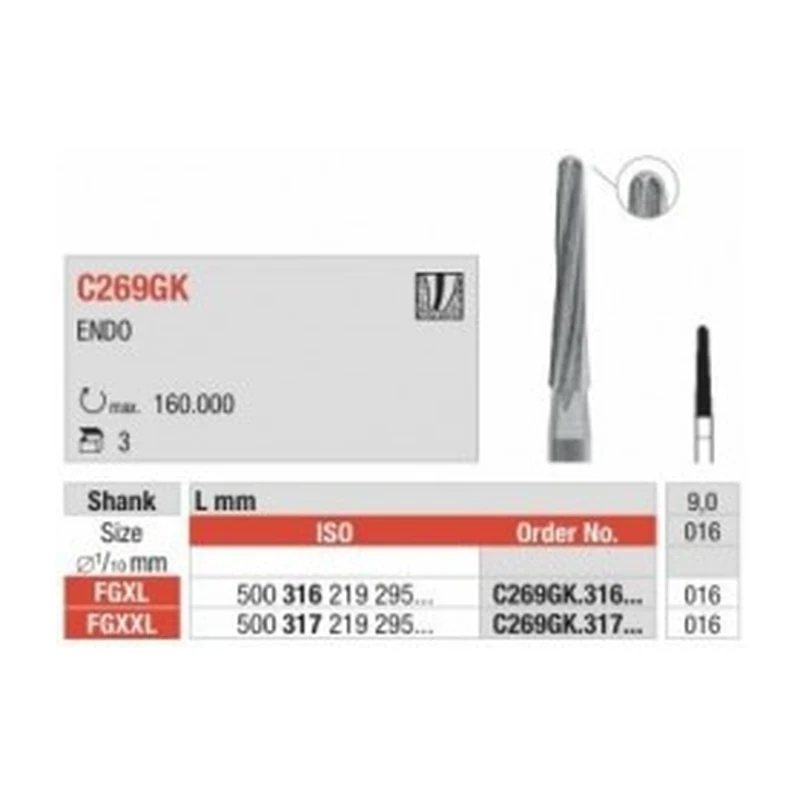 C269GK
ENDO
max. 160.000
3
Shank L mm 9,0
Size ISO Order No. 016
⌀1/10 mm
FGXL 500 316 219 295... C269GK.316... 016
FGXXL 500 317 219 295... C269GK.317... 016